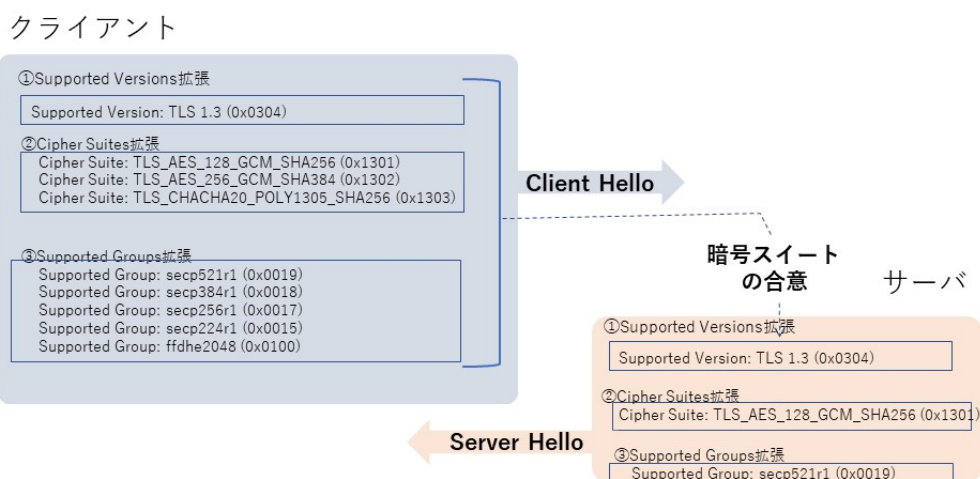 クライアント
①Supported Versions拡張
Supported Version: TLS 1.3 (0x0304)
②Cipher Suites拡張
Cipher Suite: TLS_AES_128_GCM_SHA256 (0x1301)
Cipher Suite: TLS_AES_256_GCM_SHA384 (0x1302)
Cipher Suite: TLS_CHACHA20_POLY1305_SHA256 (0x1303)
③Supported Groups拡張
Supported Group: secp521r1 (0x0019)
Supported Group: secp384r1 (0x0018)
Supported Group: secp256r1 (0x0017)
Supported Group: secp224r1 (0x0015)
Supported Group: ffdhe2048 (0x0100)
Client Hello
暗号スイート
の合意
サーバ
①Supported Versions拡張
Supported Version: TLS 1.3 (0x0304)
②Cipher Suites拡張
Cipher Suite: TLS_AES_128_GCM_SHA256 (0x1301)
③Supported Groups拡張
Supported Group: secp521r1 (0x0019)
Server Hello